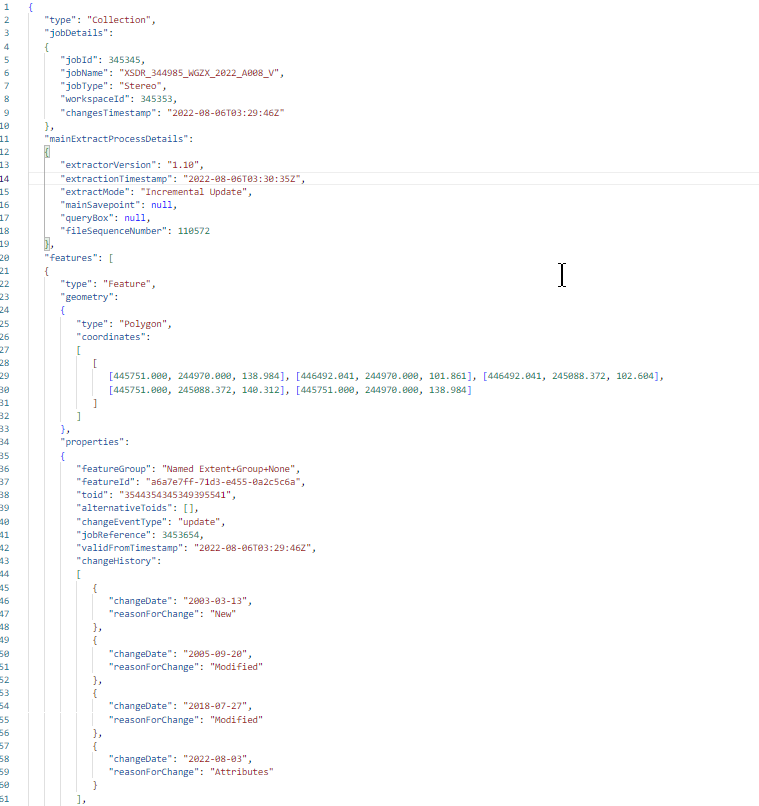 1 {
2 "type": "Collection",
3 "jobDetails":
4 {
5 "jobId": 345345,
6 "jobName": "XSDR_344985_WGZX_2022_A008_V",
7 "jobType": "Stereo",
8 "workspaceId": 345353,
9 "changesTimestamp": "2022-08-06T03:29:46Z"
10 },
11 "mainExtractProcessDetails":
12 {
13 "extractorVersion": "1.10",
14 "extractionTimestamp": "2022-08-06T03:30:35Z",
15 "extractMode": "Incremental Update",
16 "mainSavepoint": null,
17 "queryBox": null,
18 "fileSequenceNumber": 110572
19 },
20 "features": [
21 {
22 "type": "Feature",
23 "geometry":
24 {
25 "type": "Polygon",
26 "coordinates":
27 [
28 [
29 [445751.000, 244970.000, 138.984], [446492.041, 244970.000, 101.861], [446492.041, 245088.372, 102.604],
30 [445751.000, 245088.372, 140.312], [445751.000, 244970.000, 138.984]
31 ]
32 ]
33 },
34 "properties":
35 {
36 "featureGroup": "Named Extent+Group+None",
37 "featureId": "a6a7e7ff-71d3-e455-0a2c5c6a",
38 "toid": "3544354345349395541",
39 "alternativeToids": [],
40 "changeEventType": "update",
41 "jobReference": 3453654,
42 "validFromTimestamp": "2022-08-06T03:29:46Z",
43 "changeHistory":
44 [
45 {
46 "changeDate": "2003-03-13",
47 "reasonForChange": "New"
48 },
49 {
50 "changeDate": "2005-09-20",
51 "reasonForChange": "Modified"
52 },
53 {
54 "changeDate": "2018-07-27",
55 "reasonForChange": "Modified"
56 },
57 {
58 "changeDate": "2022-08-03",
59 "reasonForChange": "Attributes"
60 }
61 ],